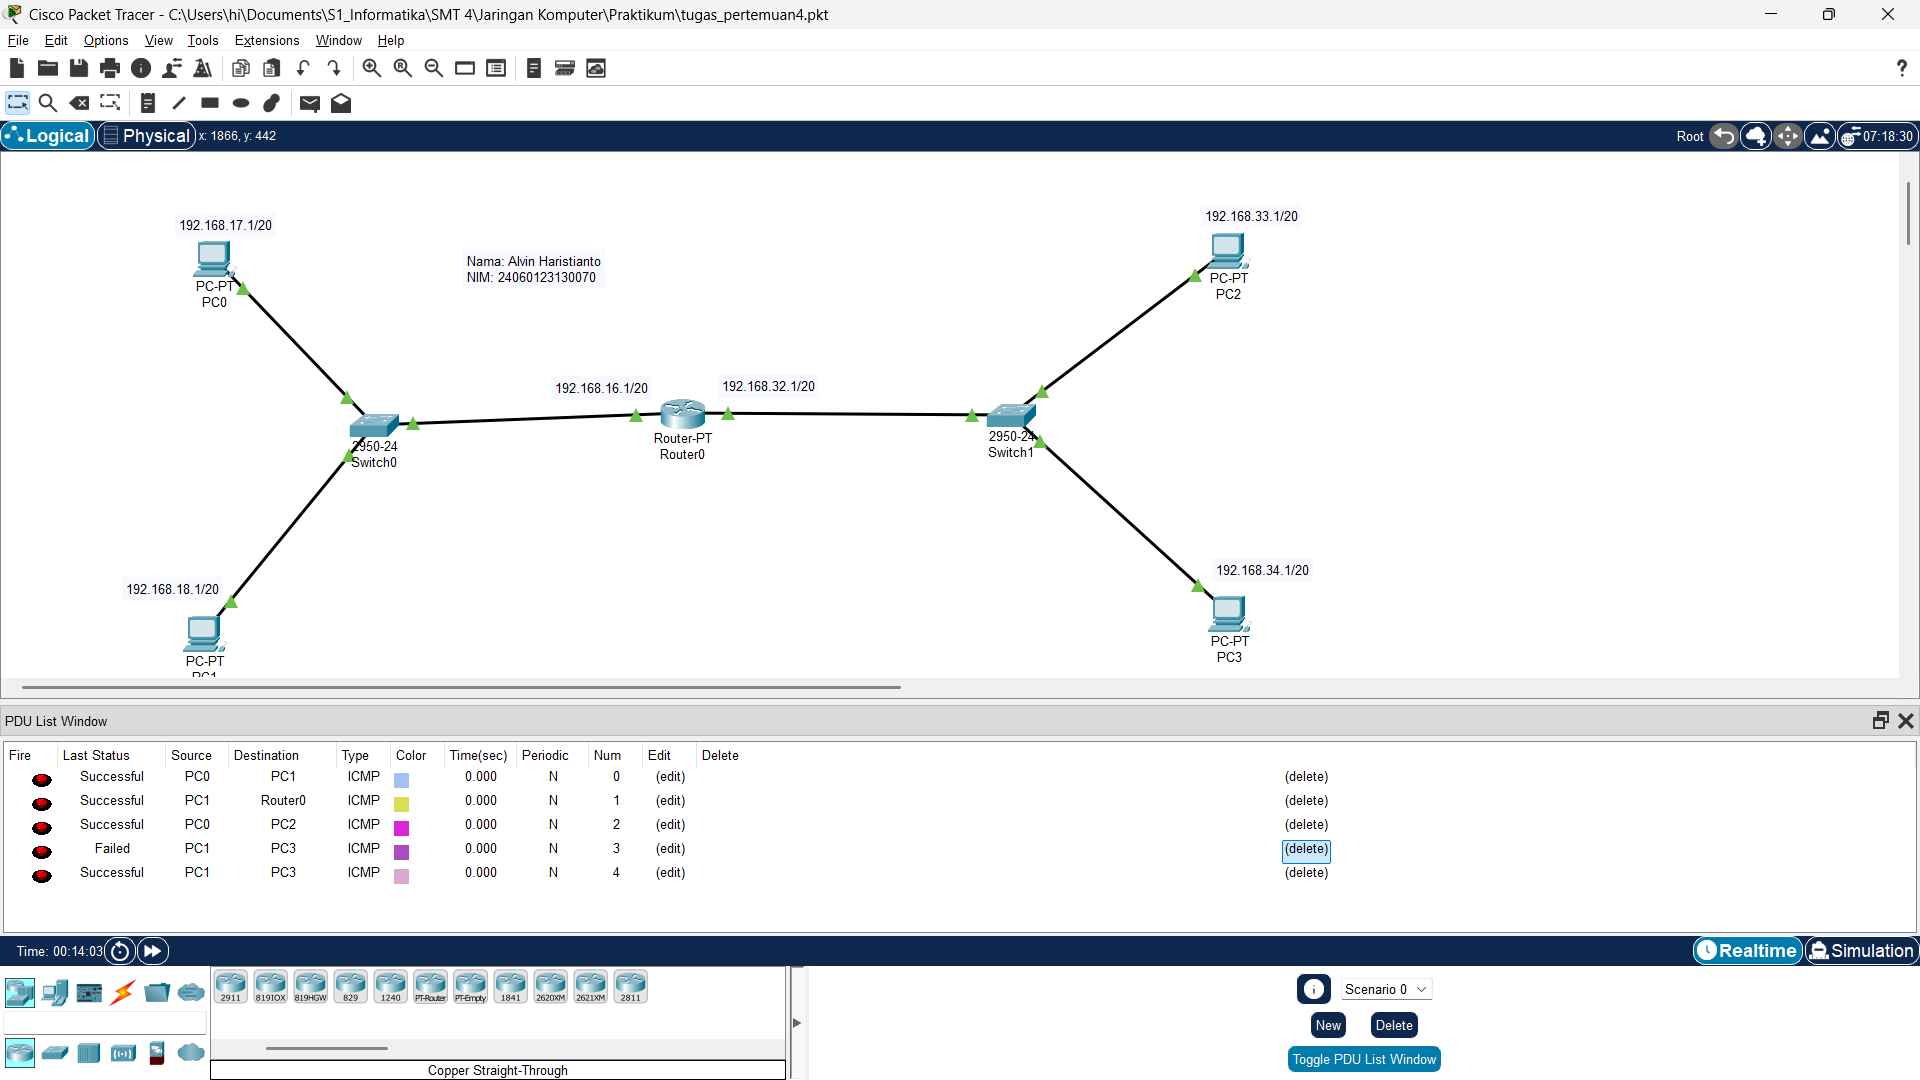 Cisco Packet Tracer - C:\Users\hi\Documents\S1_Informatika\SMT 4\Jaringan Komputer\Praktikum\tugas_pertemuan4.pkt
File Edit Options View Tools Extensions Window Help
?
Logical Physical x: 1866, y: 442 Root 07:18:30
192.168.17.1/20
PC-PT
PC0
Nama: Alvin Haristianto
NIM: 24060123130070
192.168.33.1/20
PC-PT
PC2
192.168.16.1/20
192.168.32.1/20
2950-24
Switch0
Router-PT
Router0
2950-24
Switch1
192.168.18.1/20
PC-PT
PC1
192.168.34.1/20
PC-PT
PC3
PDU List Window
Fire Last Status Source Destination Type Color Time(sec) Periodic Num Edit Delete
Successful PC0 PC1 ICMP 0.000 N 0 (edit) (delete)
Successful PC1 Router0 ICMP 0.000 N 1 (edit) (delete)
Successful PC0 PC2 ICMP 0.000 N 2 (edit) (delete)
Failed PC1 PC3 ICMP 0.000 N 3 (edit) (delete)
Successful PC1 PC3 ICMP 0.000 N 4 (edit) (delete)
Time: 00:14:03 Realtime Simulation
2911 819IOX 819HGW 829 1240 PT-Router PT-Empty 1841 2620XM 2621XM 2811
Scenario 0
New Delete
Toggle PDU List Window
Copper Straight-Through